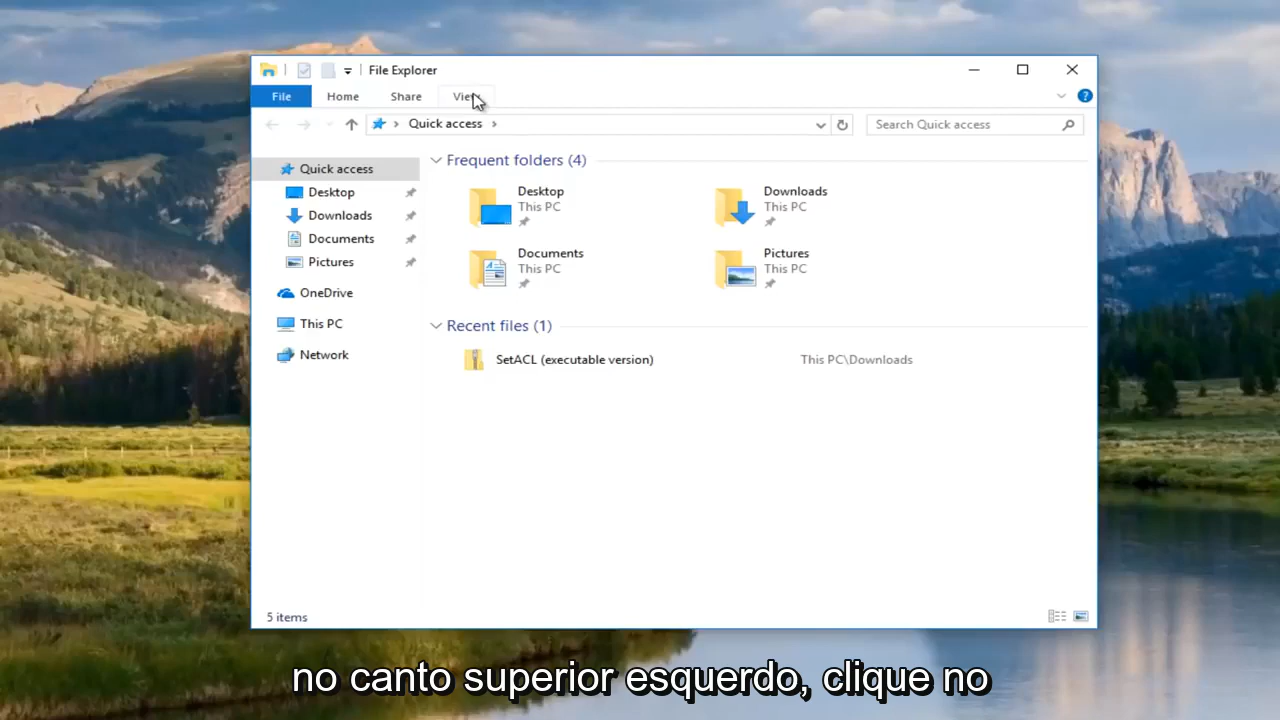 File Explorer
File Home Share View
Quick access
Search Quick access
Quick access
Desktop
Downloads
Documents
Pictures
OneDrive
This PC
Network
Frequent folders (4)
Desktop
This PC
Downloads
This PC
Documents
This PC
Pictures
This PC
Recent files (1)
SetACL (executable version) This PC\Downloads
5 items
no canto superior esquerdo, clique no